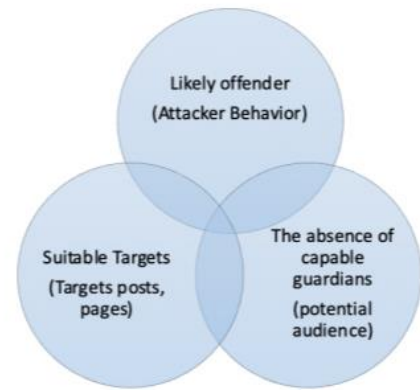 Likely offender
(Attacker Behavior)
Suitable Targets
(Targets posts,
pages)
The absence of
capable
guardians
(potential
audience)